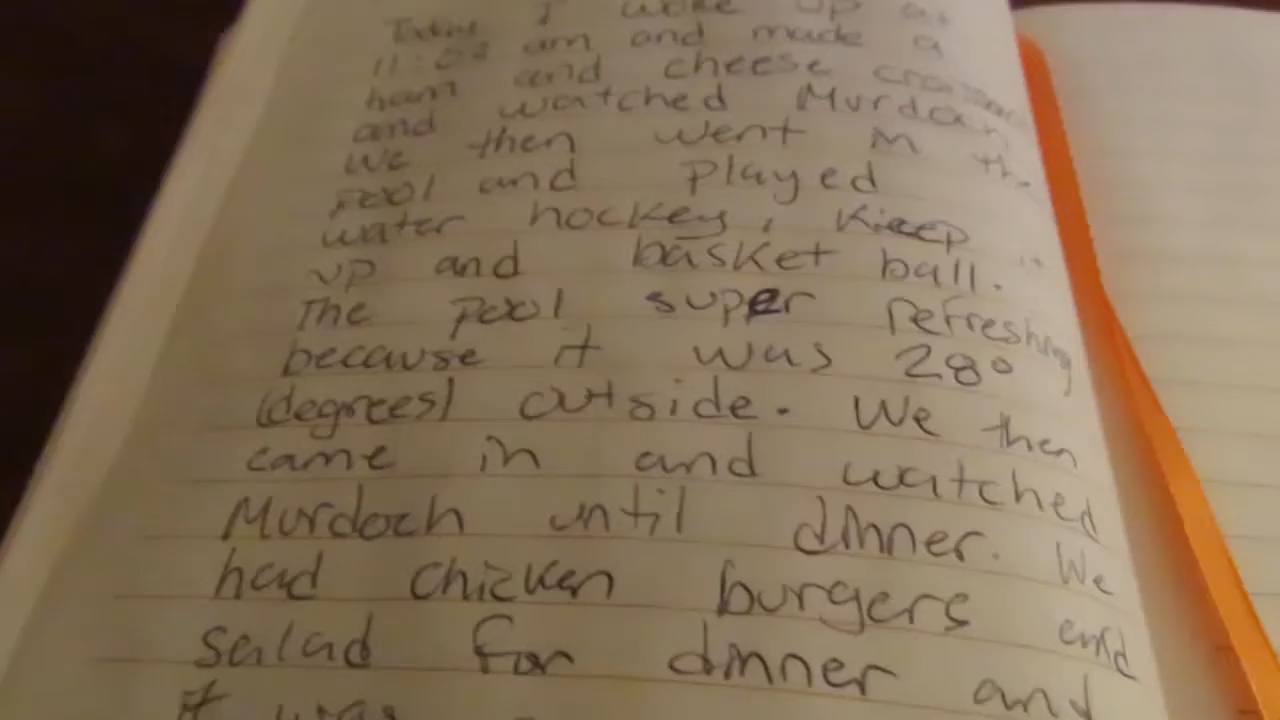 Today I woke up at
11:02 am and made a
ham and cheese
and watched Murdoch.
We then went in the
pool and played
water hockey, keep
up and basket ball.
The pool super refreshing
because it was 28°
(degrees) outside. We then
came in and watched
Murdoch until dinner. We
had chicken burgers and
salad for dinner and
it was